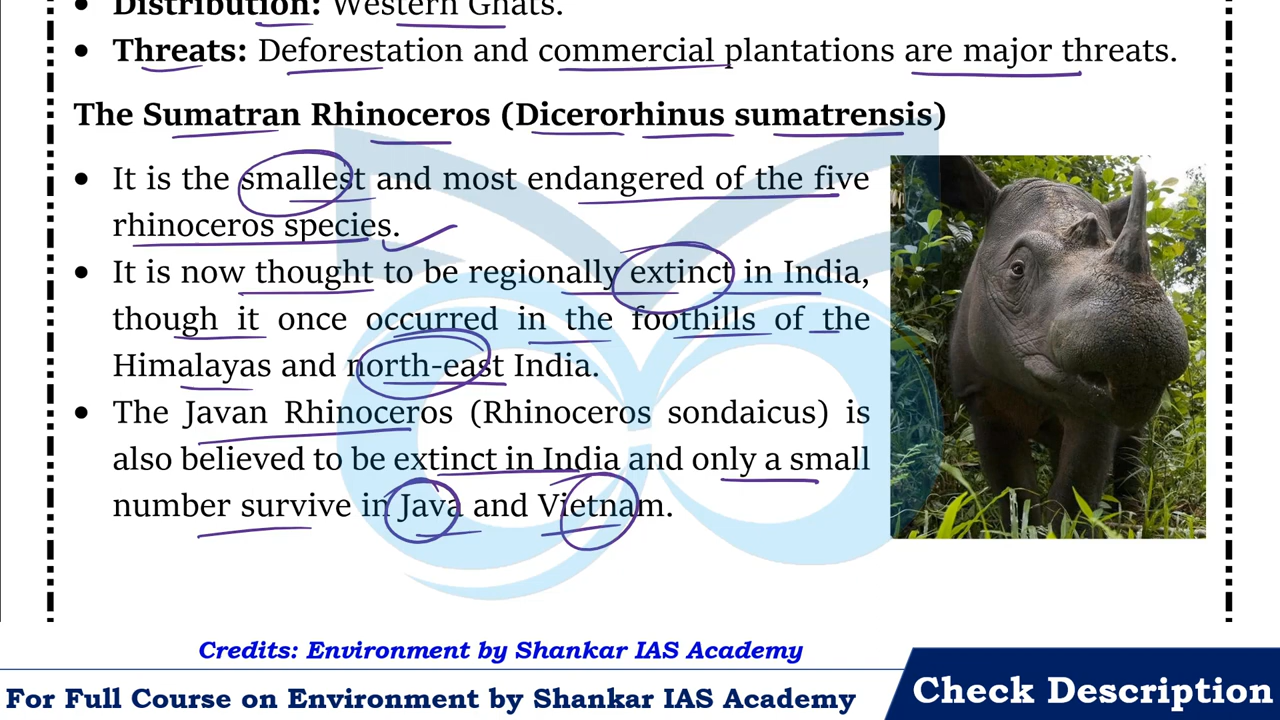 • Distribution: Western Ghats.
• Threats: Deforestation and commercial plantations are major threats.
The Sumatran Rhinoceros (Dicerorhinus sumatrensis)
• It is the smallest and most endangered of the five
rhinoceros species.
• It is now thought to be regionally extinct in India,
though it once occurred in the foothills of the
Himalayas and north-east India.
• The Javan Rhinoceros (Rhinoceros sondaicus) is
also believed to be extinct in India and only a small
number survive in Java and Vietnam.
Credits: Environment by Shankar IAS Academy
For Full Course on Environment by Shankar IAS Academy
Check Description